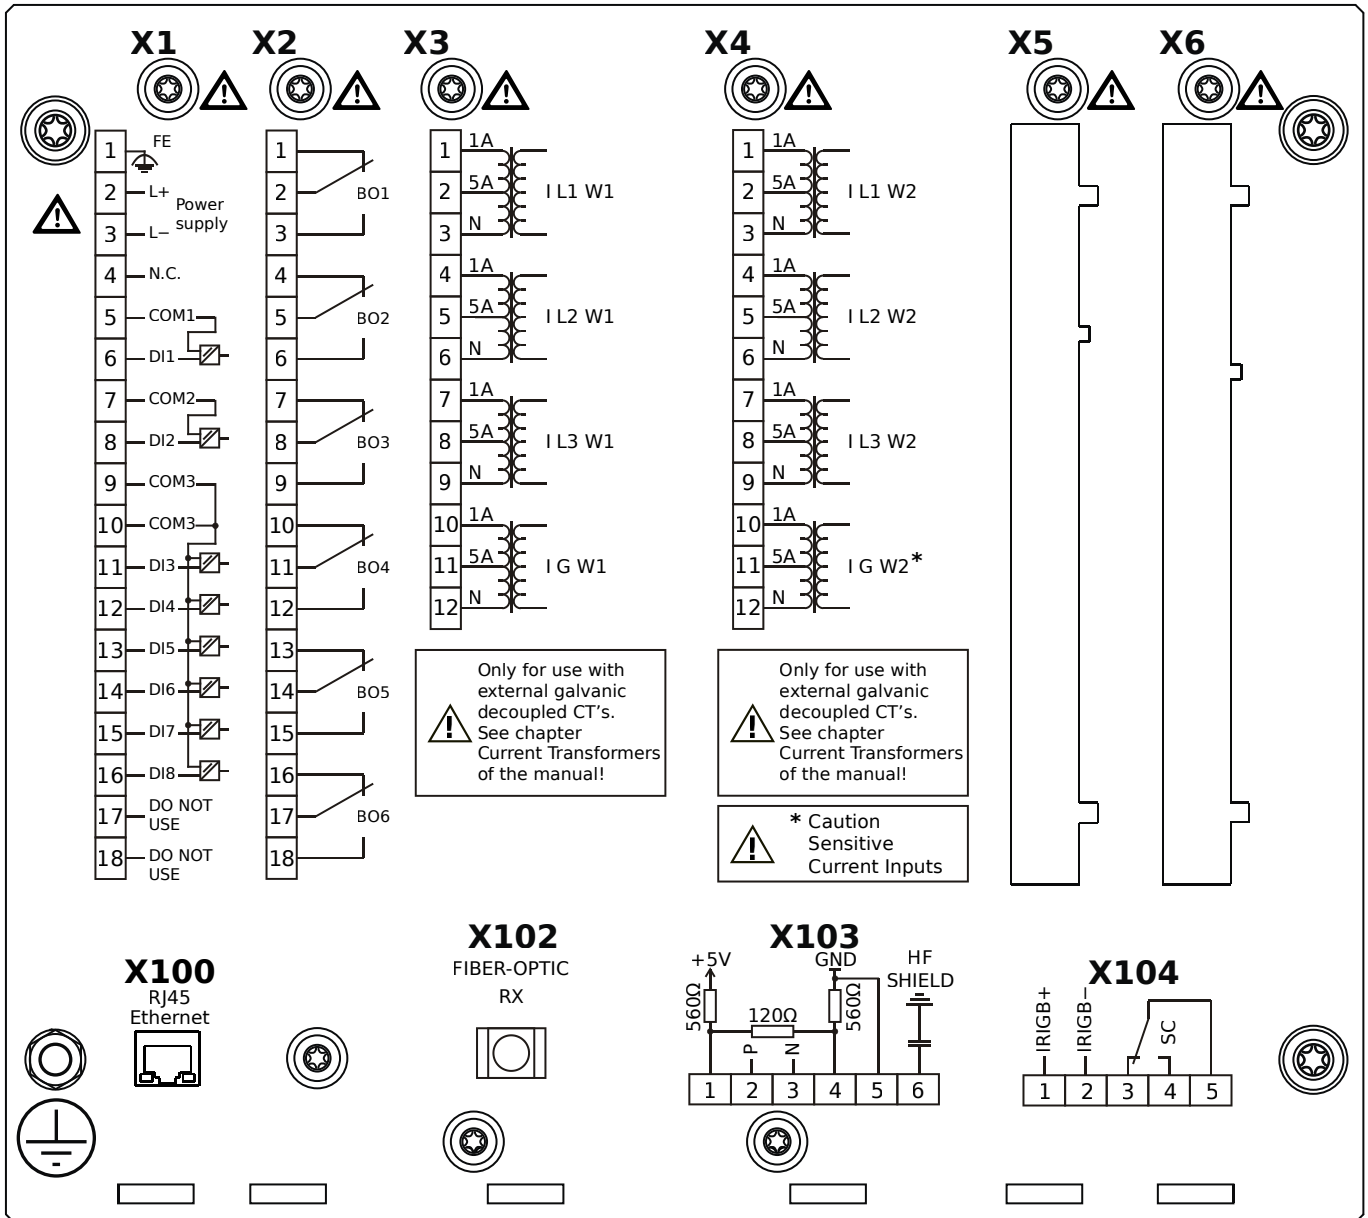 X1 X2 X3 X4 X5 X6
1 FE
2 L+
Power
supply
3 L−
4 N.C.
5 COM1
6 DI1
7 COM2
8 DI2
9 COM3
10 COM3
11 DI3
12 DI4
13 DI5
14 DI6
15 DI7
16 DI8
17 DO NOT
USE
18 DO NOT
USE
1
2 BO1
3
4
5 BO2
6
7
8 BO3
9
10
11 BO4
12
13
14 BO5
15
16
17 BO6
18
1 1A
2 5A I L1 W1
3 N
4 1A
5 5A I L2 W1
6 N
7 1A
8 5A I L3 W1
9 N
10 1A
11 5A I G W1
12 N
Only for use with
external galvanic
decoupled CT's.
See chapter
Current Transformers
of the manual!
1 1A
2 5A I L1 W2
3 N
4 1A
5 5A I L2 W2
6 N
7 1A
8 5A I L3 W2
9 N
10 1A
11 5A I G W2*
12 N
Only for use with
external galvanic
decoupled CT's.
See chapter
Current Transformers
of the manual!
* Caution
Sensitive
Current Inputs
X100
RJ45
Ethernet
X102
FIBER-OPTIC
RX
X103
+5V GND HF
SHIELD
560Ω 120Ω 560Ω
P N
1 2 3 4 5 6
X104
IRIGB+ IRIGB− SC
1 2 3 4 5